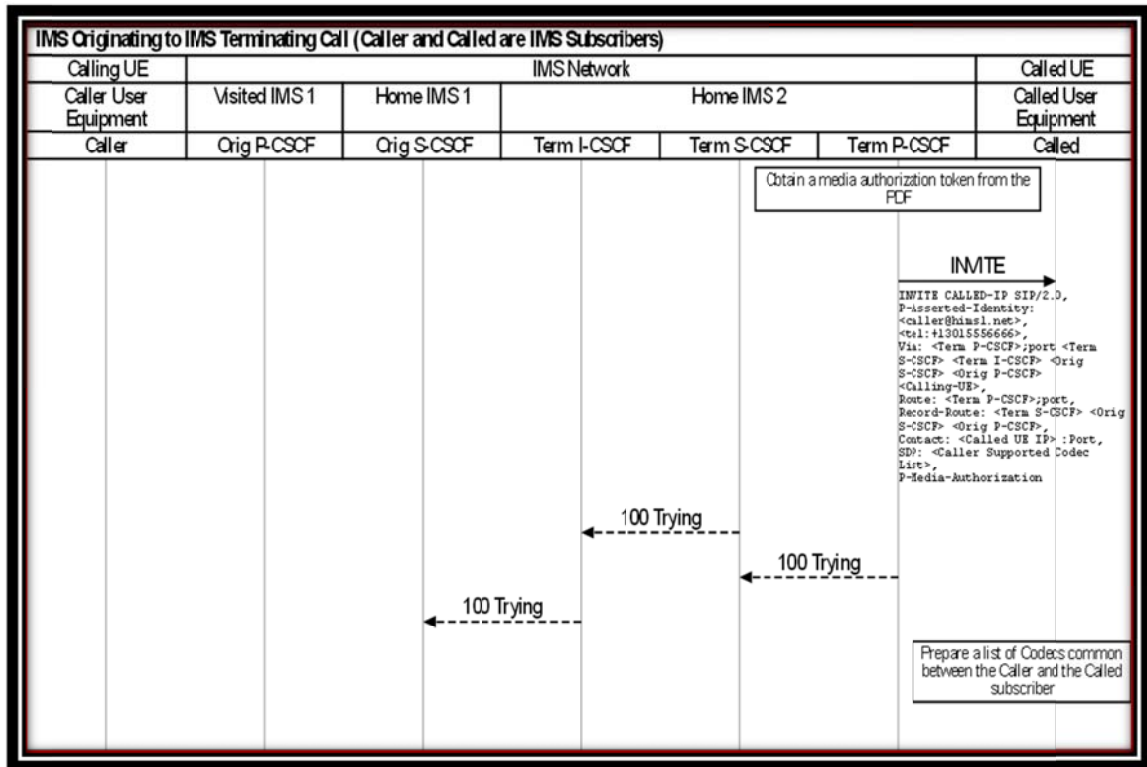 IMS Originating to IMS Terminating Call (Caller and Called are IMS Subscribers)
Calling UE
IMS Network
Called UE
Caller User
Equipment
Visited IMS 1
Home IMS 1
Home IMS 2
Called User
Equipment
Caller
Orig P-CSCF
Orig S-CSCF
Term I-CSCF
Term S-CSCF
Term P-CSCF
Called
Obtain a media authorization token from the
PDF
INVITE
INVITE CALLED-IP SIP/2.0,
P-Asserted-Identity:
<caller@hims1.net>,
<tel:+13015556666>,
Via: <Term P-CSCF>;port <Term
S-CSCF> <Term I-CSCF> <Orig
S-CSCF> <Orig P-CSCF>
<Calling-UE>,
Route: <Term P-CSCF>;port,
Record-Route: <Term S-CSCF> <Orig
S-CSCF> <Orig P-CSCF>,
Contact: <Called UE IP> :Port,
SDP: <Caller Supported Codec
List>,
P-Media-Authorization
100 Trying
100 Trying
100 Trying
Prepare a list of Codecs common
between the Caller and the Called
subscriber